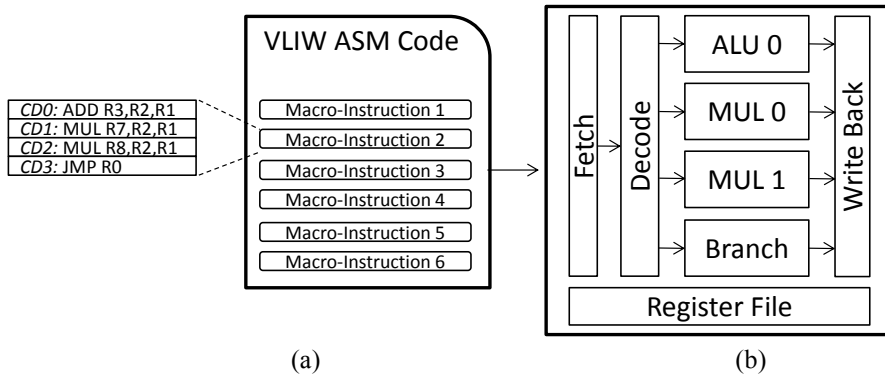 VLIW ASM Code
CD0: ADD R3,R2,R1
CD1: MUL R7,R2,R1
CD2: MUL R8,R2,R1
CD3: JMP R0
Macro-Instruction 1
Macro-Instruction 2
Macro-Instruction 3
Macro-Instruction 4
Macro-Instruction 5
Macro-Instruction 6
Fetch
Decode
ALU 0
MUL 0
MUL 1
Branch
Write Back
Register File
(a)
(b)